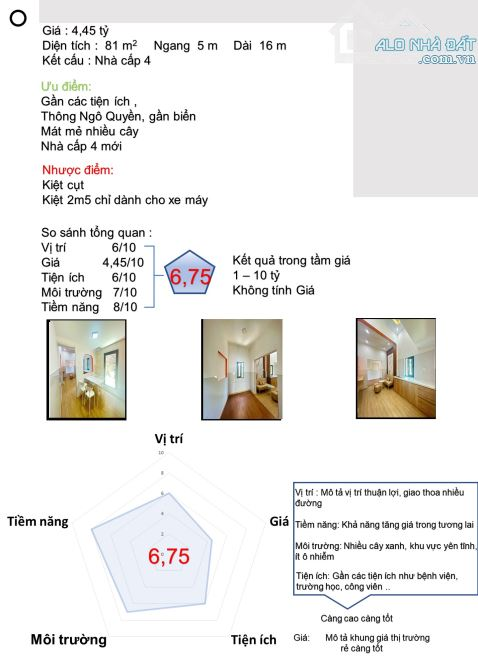 Giá : 4,45 tỷ
Diện tích : 81 m² Ngang 5 m Dài 16 m
Kết cấu : Nhà cấp 4
ALO NHÀ ĐẤT
.com.vn
Ưu điểm:
Gần các tiện ích ,
Thông Ngô Quyền, gần biển
Mát mẻ nhiều cây
Nhà cấp 4 mới
Nhược điểm:
Kiệt cụt
Kiệt 2m5 chỉ dành cho xe máy
So sánh tổng quan :
Vị trí 6/10
Giá 4,45/10
Tiện ích 6/10
Môi trường 7/10
Tiềm năng 8/10
6,75
Kết quả trong tầm giá
1 – 10 tỷ
Không tính Giá
Vị trí
10
8
6
4
2
0
Tiềm năng
Giá
6,75
Môi trường
Tiện ích
Vị trí : Mô tả vị trí thuận lợi, giao thoa nhiều
đường
Tiềm năng: Khả năng tăng giá trong tương lai
Môi trường: Nhiều cây xanh, khu vực yên tĩnh,
ít ô nhiễm
Tiện ích: Gần các tiện ích như bệnh viện,
trường học, công viên ..
Càng cao càng tốt
Giá: Mô tả khung giá thị trường
rẻ càng tốt